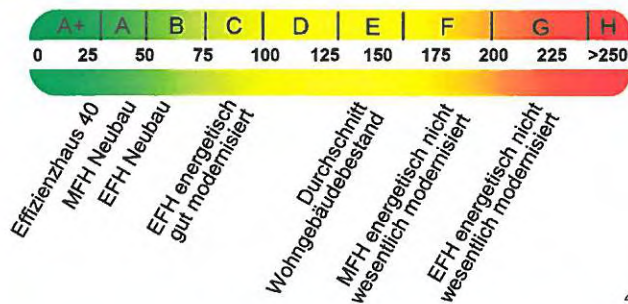 A+ A B C D E F G H
0 25 50 75 100 125 150 175 200 225 >250
Effizienzhaus 40
MFH Neubau
EFH Neubau
EFH energetisch
gut modernisiert
Durchschnitt
Wohngebäudebestand
MFH energetisch nicht
wesentlich modernisiert
EFH energetisch nicht
wesentlich modernisiert